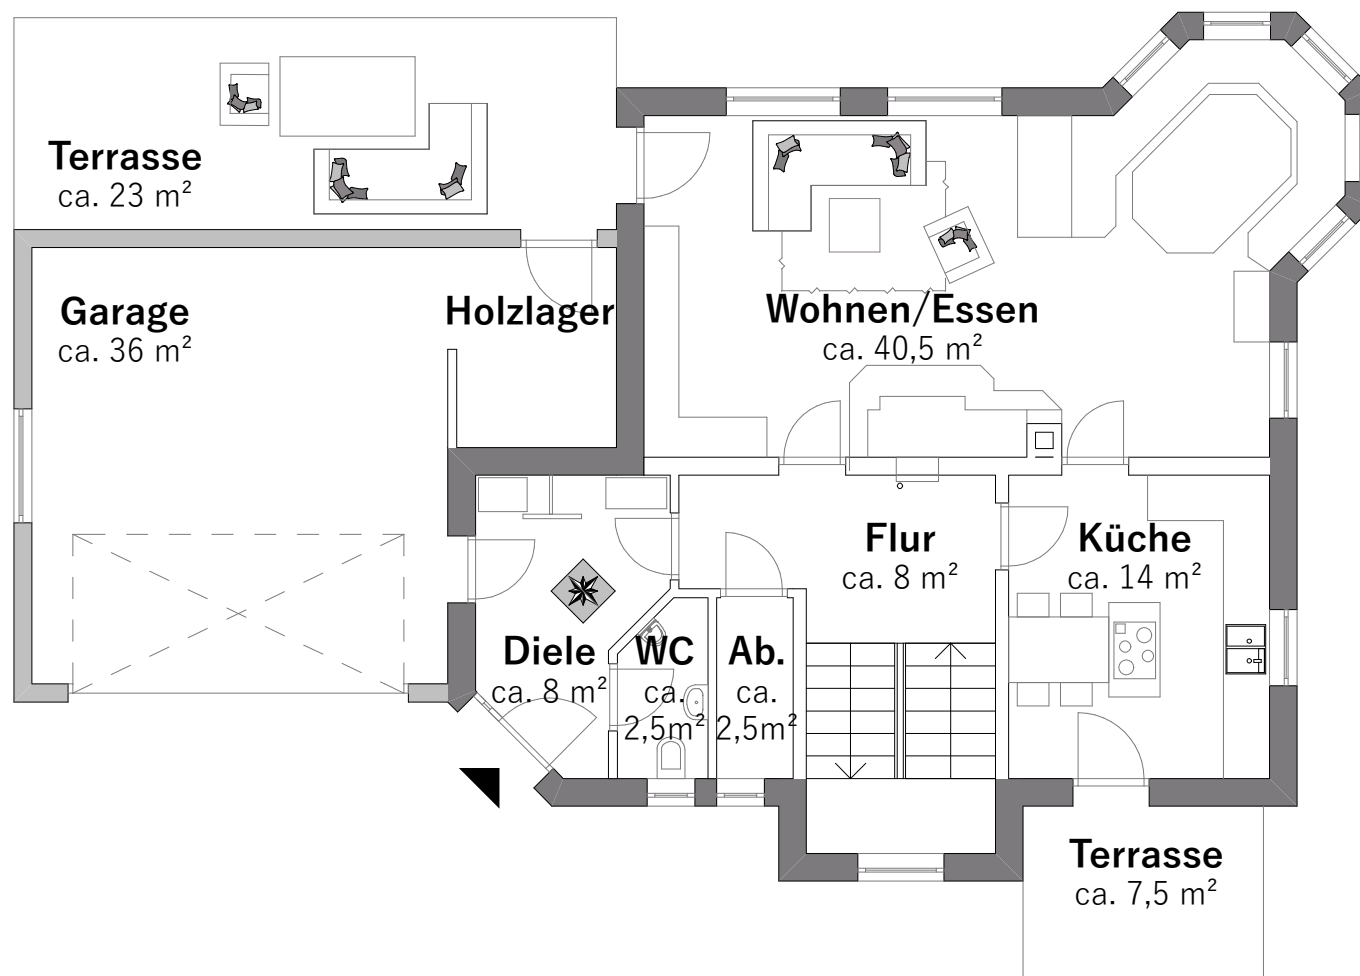 Terrasse
ca. 23 m²
Garage
ca. 36 m²
Holzlager
Wohnen/Essen
ca. 40,5 m²
Flur
ca. 8 m²
Küche
ca. 14 m²
Diele
ca. 8 m²
WC
ca.
2,5m²
Ab.
ca.
2,5m²
Terrasse
ca. 7,5 m²